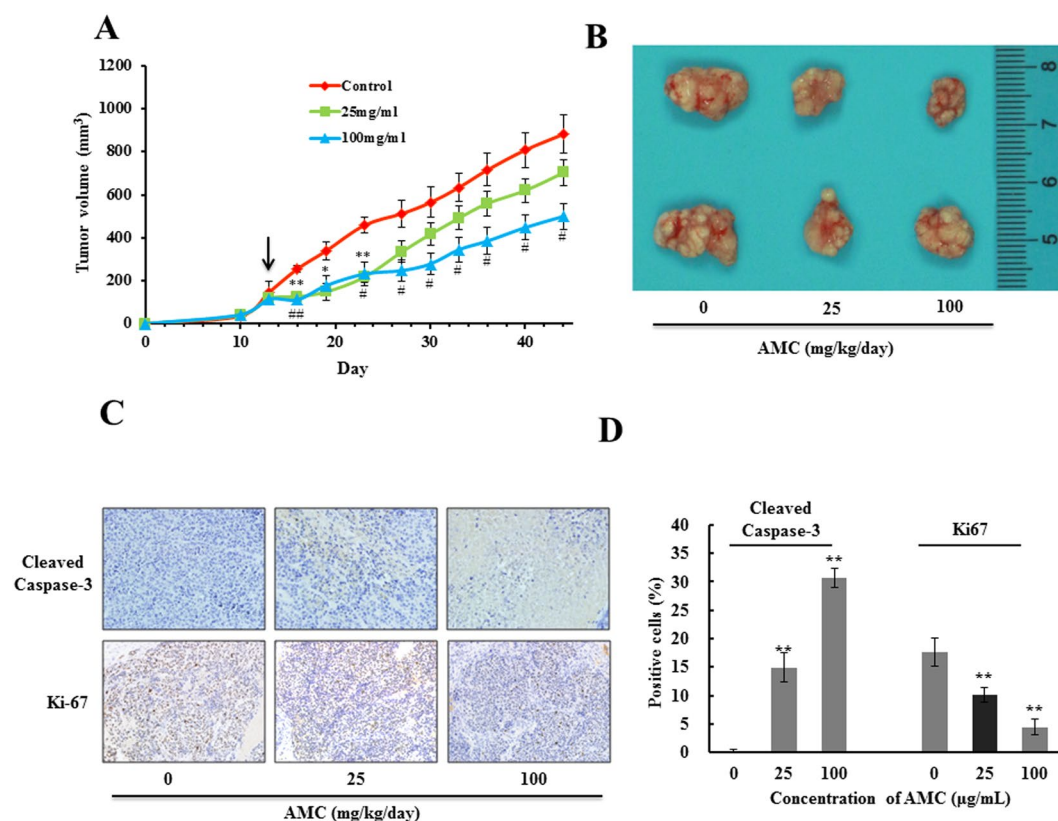 A
1200
1000
800
600
400
200
0
Tumor volume (nm³)
Control
25mg/ml
100mg/ml
**
*
**
##
#
#
#
#
#
#
#
#
0
10
20
30
40
Day
B
8
7
6
5
0
25
100
AMC (mg/kg/day)
C
Cleaved
Caspase-3
Ki-67
0
25
100
AMC (mg/kg/day)
D
Cleaved
Caspase-3
Ki67
40
35
30
25
20
15
10
5
0
Positive cells (%)
**
**
**
**
0
25
100
0
25
100
Concentration of AMC (µg/mL)